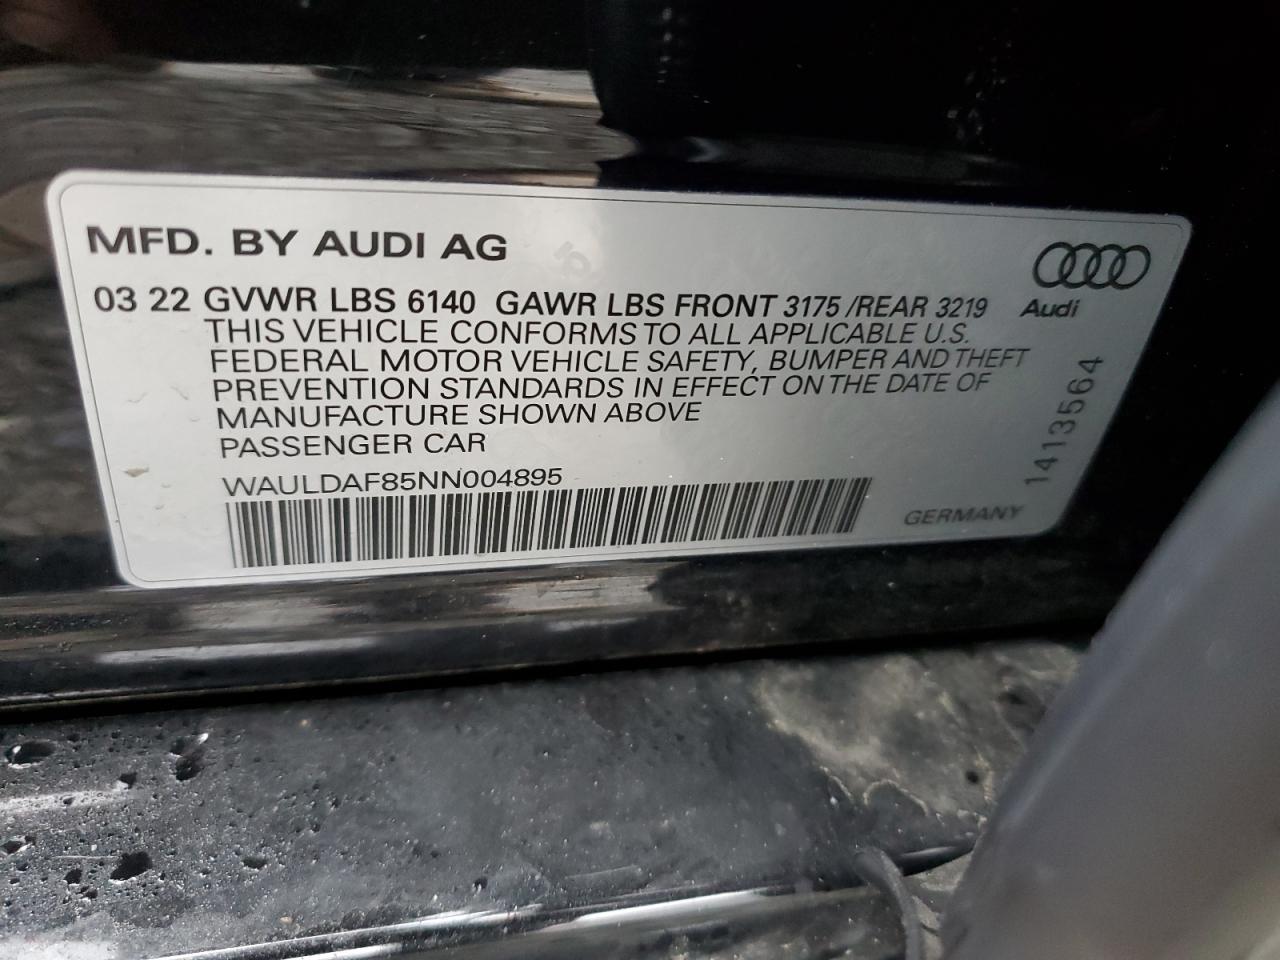 MFD. BY AUDI AG
03 22 GVWR LBS 6140 GAWR LBS FRONT 3175 /REAR 3219
Audi
THIS VEHICLE CONFORMS TO ALL APPLICABLE U.S.
FEDERAL MOTOR VEHICLE SAFETY, BUMPER AND THEFT
PREVENTION STANDARDS IN EFFECT ON THE DATE OF
MANUFACTURE SHOWN ABOVE
PASSENGER CAR
WAULDAF85NN004895
GERMANY
1413564